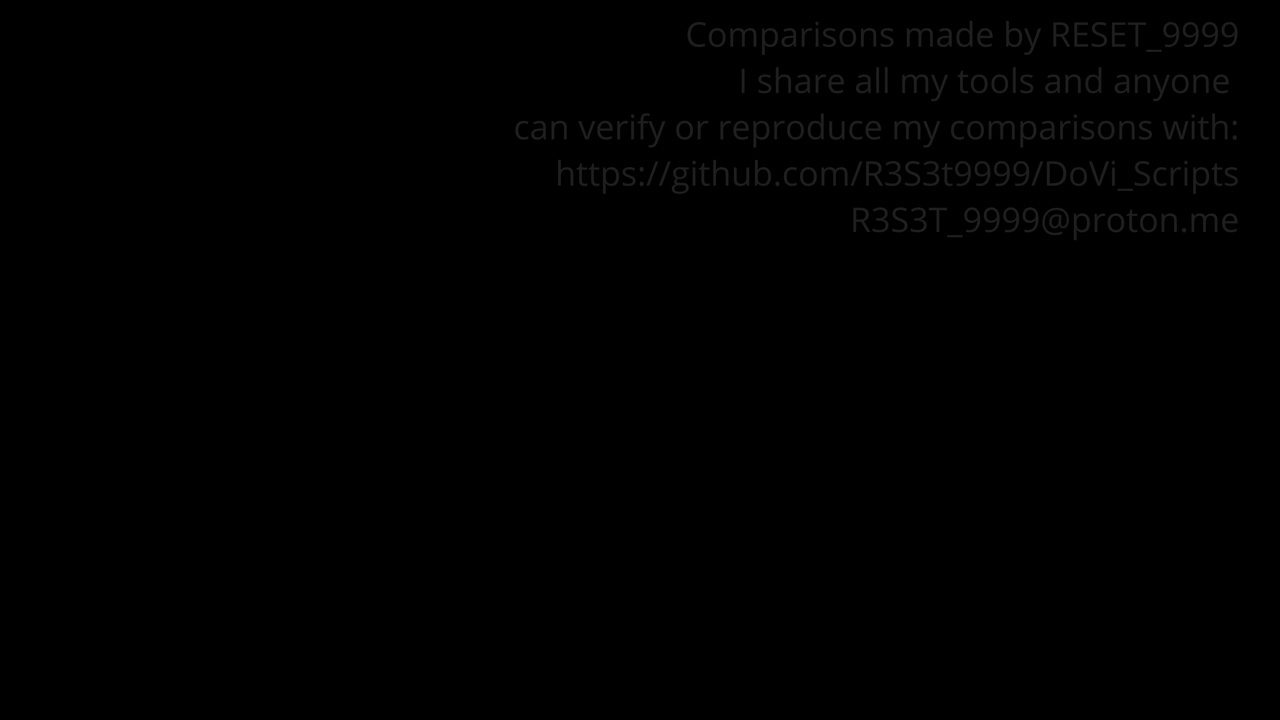 Comparisons made by RESET_9999
I share all my tools and anyone
can verify or reproduce my comparisons with:
https://github.com/R3S3t9999/DoVi_Scripts
R3S3T_9999@proton.me